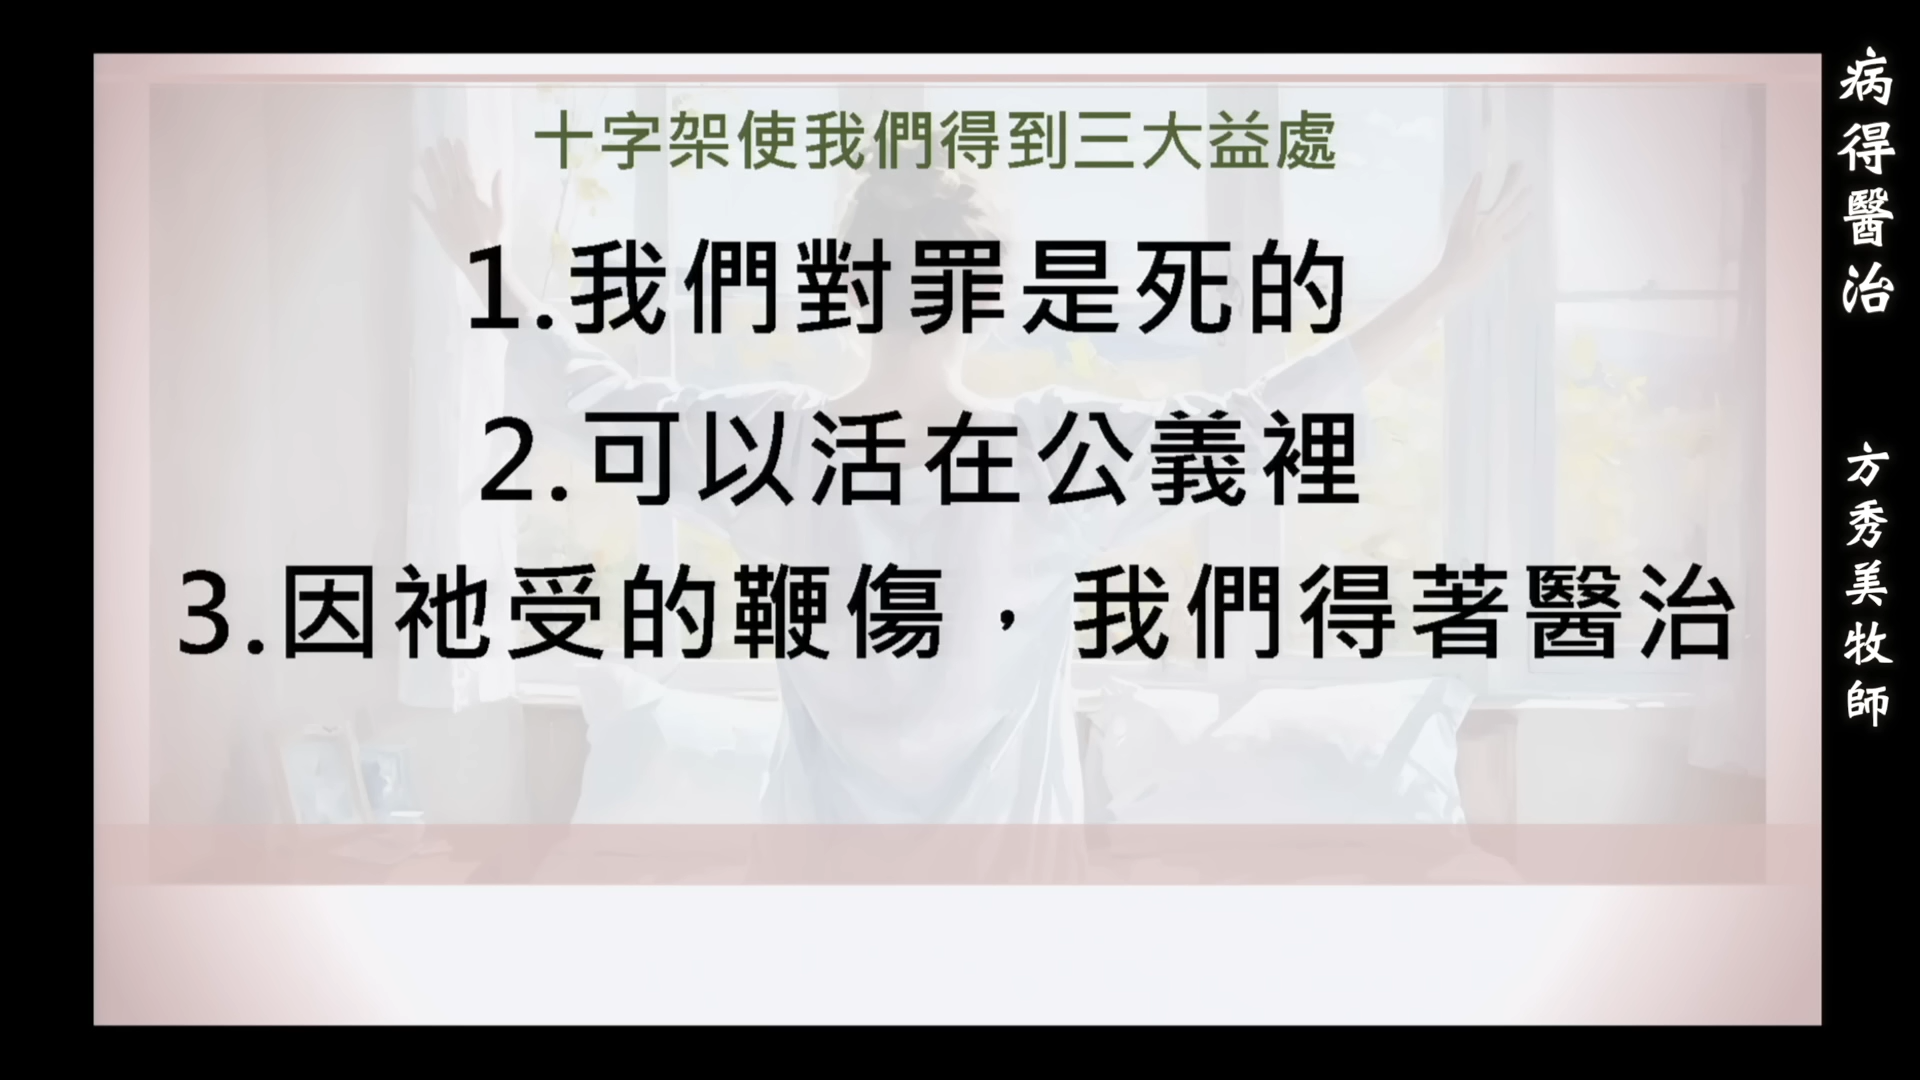 十字架使我們得到三大益處
1.我們對罪是死的
2.可以活在公義裡
3.因祂受的鞭傷，我們得著醫治
病得醫治
方秀美牧師